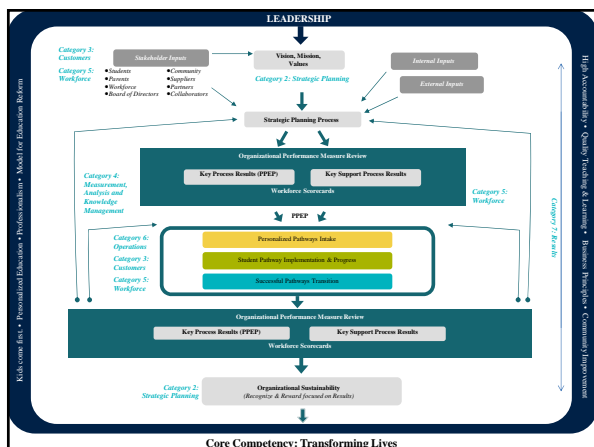 LEADERSHIP
Category 3:
Customers
Category 5:
Workforce
Stakeholder Inputs
•Students
•Parents
•Workforce
•Board of Directors
•Community
•Suppliers
•Partners
•Collaborators
Vision, Mission,
Values
Category 2: Strategic Planning
Internal Inputs
External Inputs
Strategic Planning Process
Organizational Performance Measure Review
Key Process Results (PPEP)
Key Support Process Results
Workforce Scorecards
Category 4:
Measurement,
Analysis and
Knowledge
Management
Category 5:
Workforce
PPEP
Category 6:
Operations
Category 3:
Customers
Category 5:
Workforce
Personalized Pathways Intake
Student Pathway Implementation & Progress
Successful Pathways Transition
Organizational Performance Measure Review
Key Process Results (PPEP)
Key Support Process Results
Workforce Scorecards
Category 2:
Strategic Planning
Organizational Sustainability
(Recognize & Reward focused on Results)
Kids come first. • Personalized Education • Professionalism • Model for Education Reform
High Accountability • Quality Teaching & Learning • Business Principles • Community Improvement
Category 7: Results
Core Competency: Transforming Lives